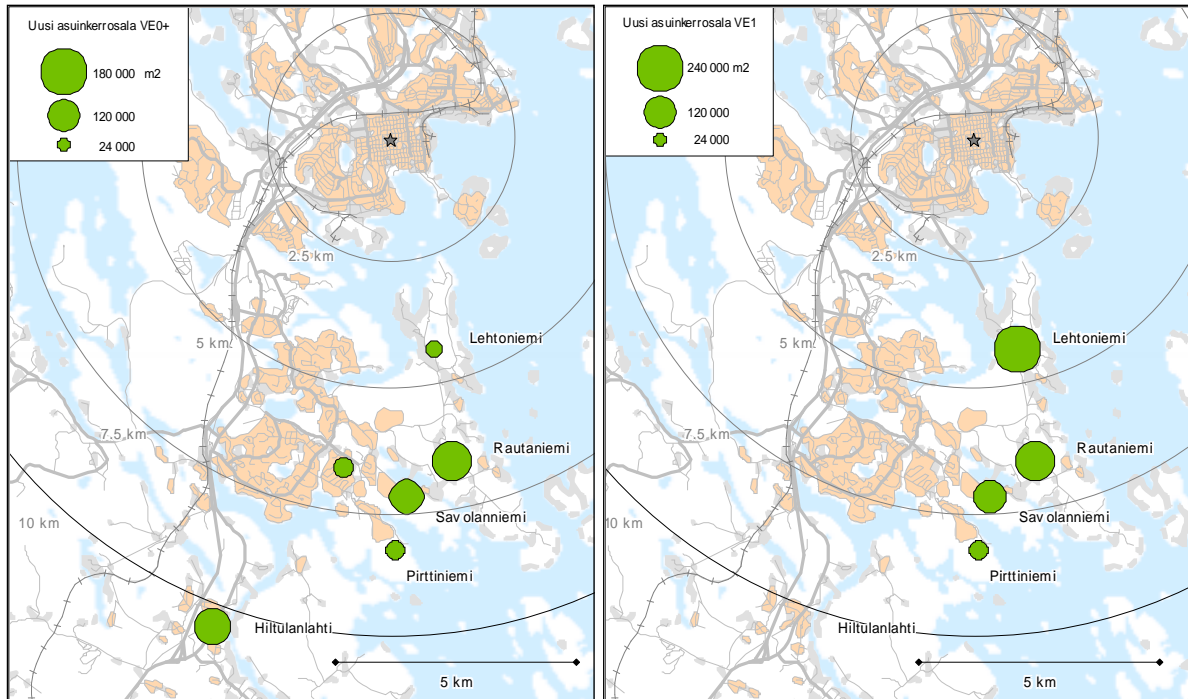 Uusi asuinkerrosala VE0+
180 000 m2
120 000
24 000
2.5 km
5 km
Lehtoniemi
7.5 km
Rautaniemi
Savolanniemi
10 km
Pirttiniemi
Hiltulanlahti
5 km
Uusi asuinkerrosala VE1
240 000 m2
120 000
24 000
2.5 km
5 km
Lehtoniemi
7.5 km
Rautaniemi
Savolanniemi
10 km
Pirttiniemi
Hiltulanlahti
5 km